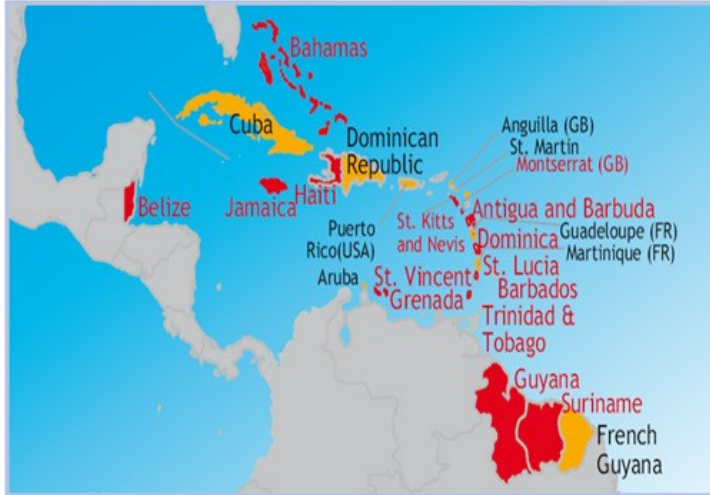 Bahamas
Cuba
Dominican
Republic
Anguilla (GB)
St. Martin
Montserrat (GB)
Belize
Jamaica
Haiti
Puerto
Rico(USA)
St. Kitts
and Nevis
Antigua and Barbuda
Guadeloupe (FR)
Dominica
Martinique (FR)
Aruba
St. Vincent
Grenada
St. Lucia
Barbados
Trinidad &
Tobago
Guyana
Suriname
French
Guyana